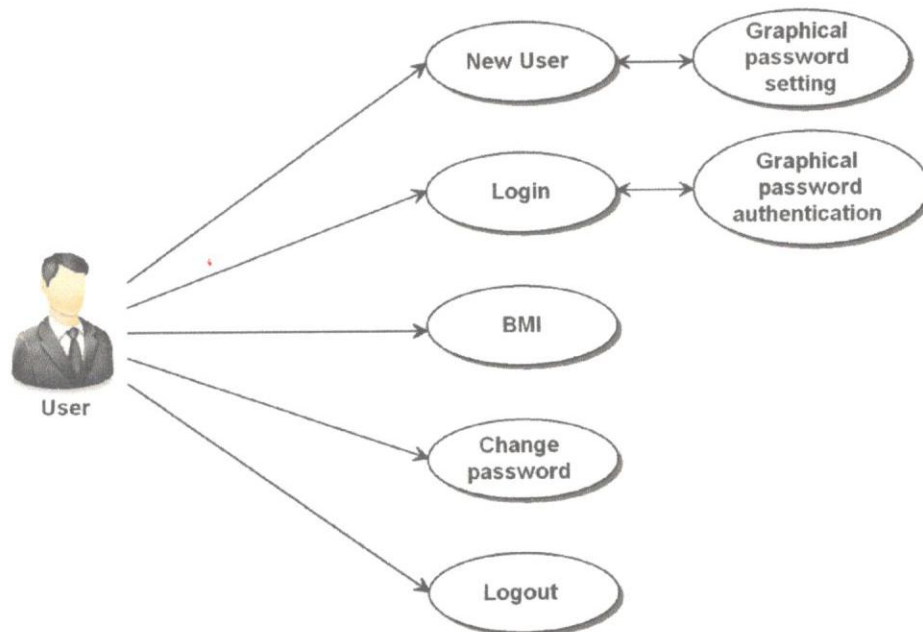 New User
Graphical
password
setting
Login
Graphical
password
authentication
BMI
User
Change
password
Logout